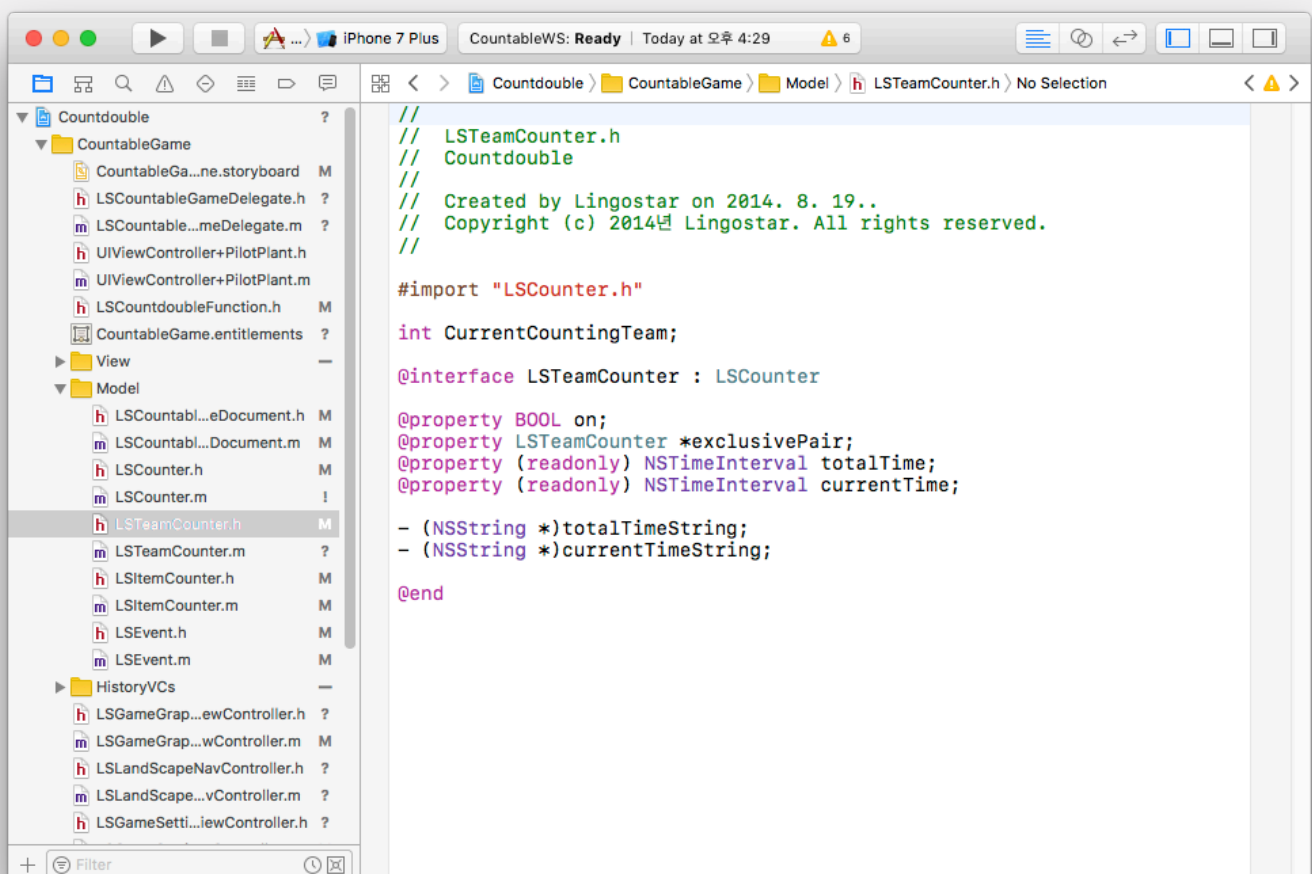 ...
iPhone 7 Plus
CountableWS: Ready | Today at 오후 4:29
6
Countdouble
CountableGame
Model
LSTeamCounter.h
No Selection
Countdouble ?
CountableGame
CountableGa...ne.storyboard M
LSCountableGameDelegate.h ?
LSCountable...meDelegate.m ?
UIViewController+PilotPlant.h
UIViewController+PilotPlant.m
LSCountdoubleFunction.h M
CountableGame.entitlements ?
View —
Model
LSCountabl...eDocument.h M
LSCountabl...Document.m M
LSCounter.h M
LSCounter.m !
LSTeamCounter.h M
LSTeamCounter.m ?
LSItemCounter.h M
LSItemCounter.m M
LSEvent.h M
LSEvent.m M
HistoryVCs —
LSGameGrap...ewController.h ?
LSGameGrap...wController.m M
LSLandScapeNavController.h ?
LSLandScape...vController.m ?
LSGameSetti...iewController.h ?
Filter
//
//  LSTeamCounter.h
//  Countdouble
//
//  Created by Lingostar on 2014. 8. 19..
//  Copyright (c) 2014년 Lingostar. All rights reserved.
//
#import "LSCounter.h"
int CurrentCountingTeam;
@interface LSTeamCounter : LSCounter
@property BOOL on;
@property LSTeamCounter *exclusivePair;
@property (readonly) NSTimeInterval totalTime;
@property (readonly) NSTimeInterval currentTime;
- (NSString *)totalTimeString;
- (NSString *)currentTimeString;
@end